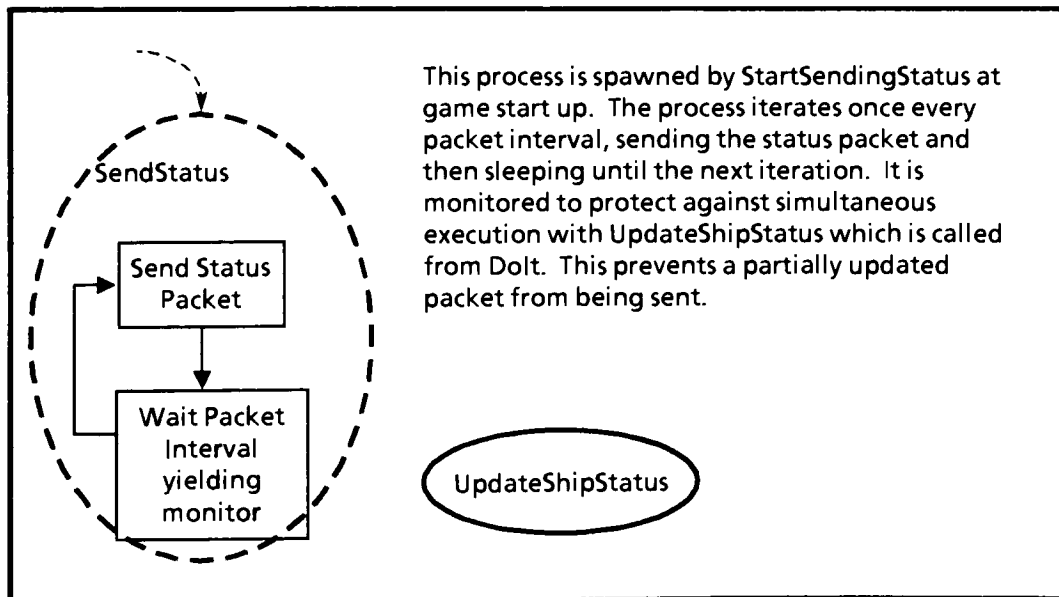 SendStatus
Send Status
Packet
Wait Packet
Interval
yielding
monitor
This process is spawned by StartSendingStatus at
game start up. The process iterates once every
packet interval, sending the status packet and
then sleeping until the next iteration. It is
monitored to protect against simultaneous
execution with UpdateShipStatus which is called
from DoIt. This prevents a partially updated
packet from being sent.
UpdateShipStatus